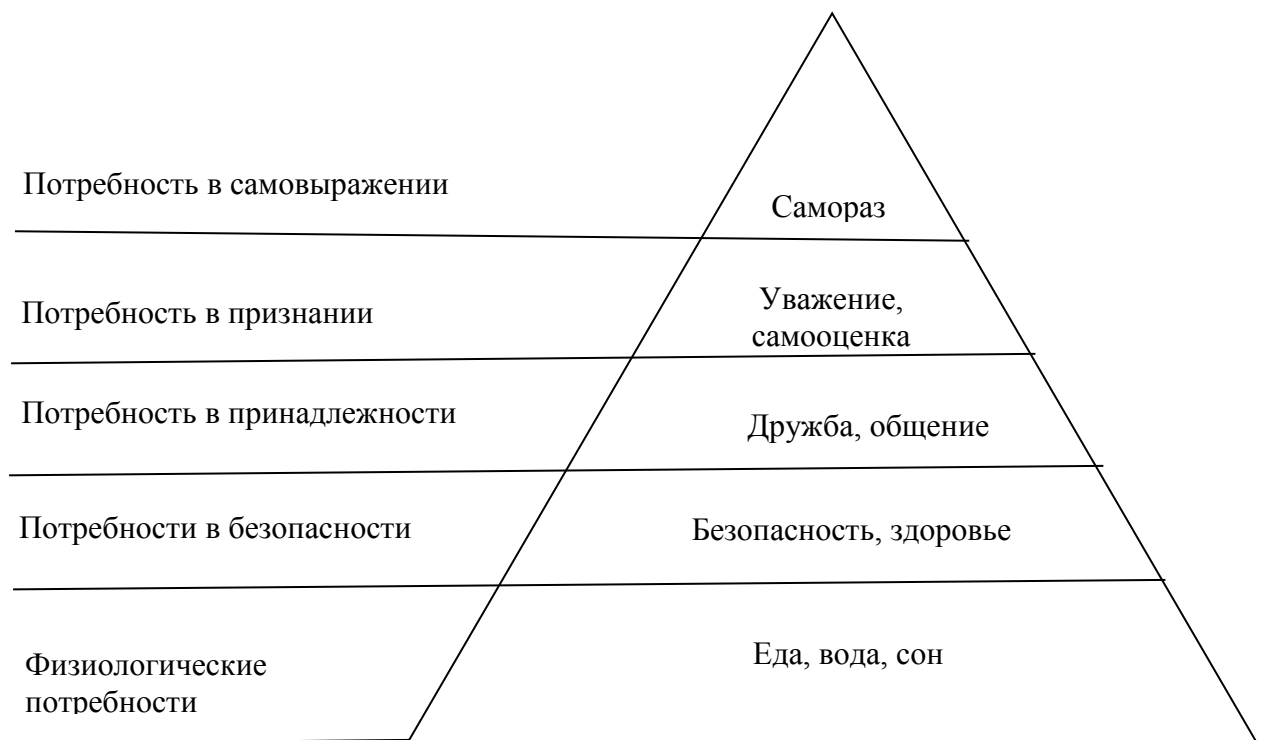 Потребность в самовыражении
Самораз
Потребность в признании
Уважение,
самооценка
Потребность в принадлежности
Дружба, общение
Потребности в безопасности
Безопасность, здоровье
Физиологические
потребности
Еда, вода, сон